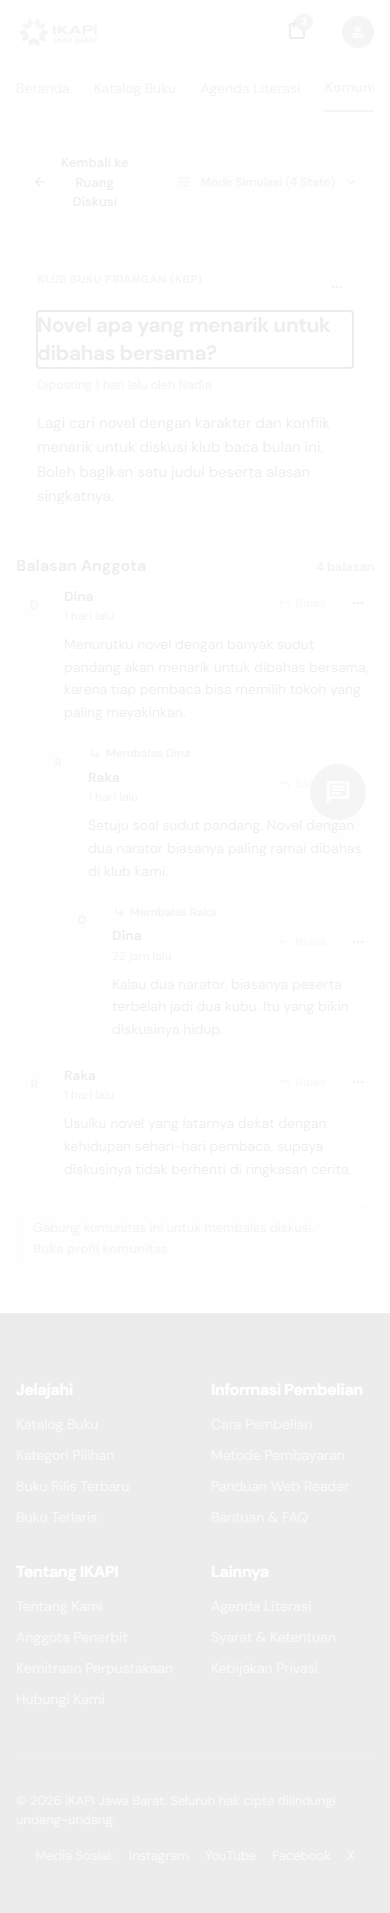 IKAPI
JAWA BARAT
2
Beranda Katalog Buku Agenda Literasi Komuni
Kembali ke
Ruang
Diskusi
Mode Simulasi (4 State)
KLUB BUKU PRIANGAN (KBP)
Novel apa yang menarik untuk
dibahas bersama?
Diposting 1 hari lalu oleh Nadia
Lagi cari novel dengan karakter dan konflik
menarik untuk diskusi klub baca bulan ini.
Boleh bagikan satu judul beserta alasan
singkatnya.
Balasan Anggota 4 balasan
D Dina Balas
1 hari lalu
Menurutku novel dengan banyak sudut
pandang akan menarik untuk dibahas bersama,
karena tiap pembaca bisa memilih tokoh yang
paling meyakinkan.
Membalas Dina
R Raka
1 hari lalu
Setuju soal sudut pandang. Novel dengan
dua narator biasanya paling ramai dibahas
di klub kami.
Membalas Raka
D Dina Balas
22 jam lalu
Kalau dua narator, biasanya peserta
terbelah jadi dua kubu. Itu yang bikin
diskusinya hidup.
R Raka Balas
1 hari lalu
Usulku novel yang latarnya dekat dengan
kehidupan sehari-hari pembaca, supaya
diskusinya tidak berhenti di ringkasan cerita.
Gabung komunitas ini untuk membalas diskusi.
Buka profil komunitas
Jelajahi Informasi Pembelian
Katalog Buku Cara Pembelian
Kategori Pilihan Metode Pembayaran
Buku Rilis Terbaru Panduan Web Reader
Buku Terlaris Bantuan & FAQ
Tentang IKAPI Lainnya
Tentang Kami Agenda Literasi
Anggota Penerbit Syarat & Ketentuan
Kemitraan Perpustakaan Kebijakan Privasi
Hubungi Kami
© 2026 IKAPI Jawa Barat. Seluruh hak cipta dilindungi
undang-undang.
Media Sosial: Instagram YouTube Facebook X